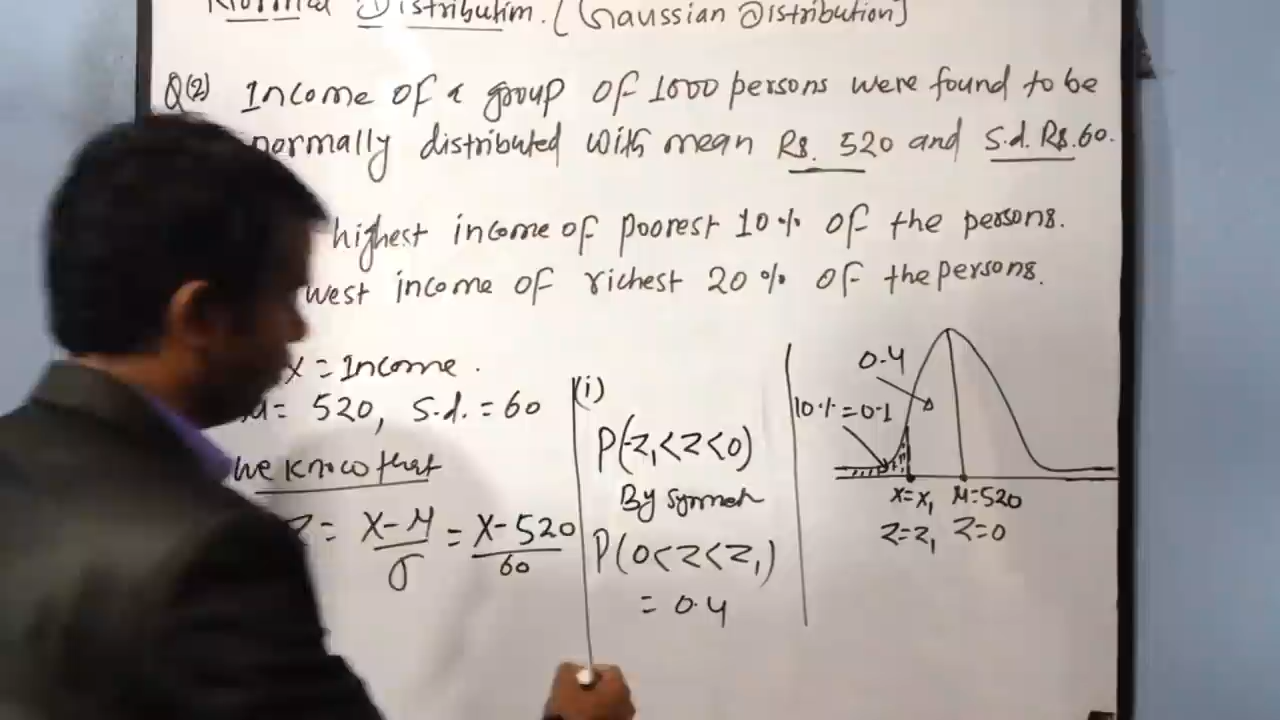 Normal Distribution. (Gaussian Distribution)
Q(2) Income of a group of 1000 persons were found to be
normally distributed with mean Rs. 520 and S.d. Rs. 60.
highest income of poorest 10% of the persons.
west income of richest 20% of the persons.
X = Income.
μ = 520, S.d. = 60
we know that
Z = X-μ/σ = X-520/60
(i)
P(-z₁<z<0)
By symmet
P(0<z<z₁)
= 0.4
0.4
10% = 0.1
X=X₁ μ=520
Z=Z₁ Z=0